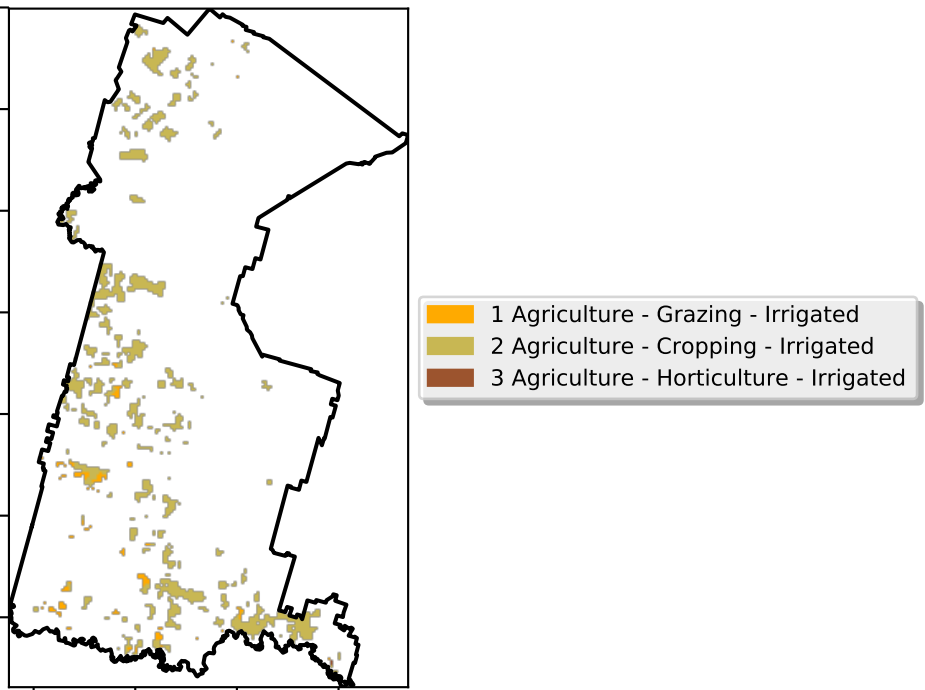 1 Agriculture - Grazing - Irrigated
2 Agriculture - Cropping - Irrigated
3 Agriculture - Horticulture - Irrigated